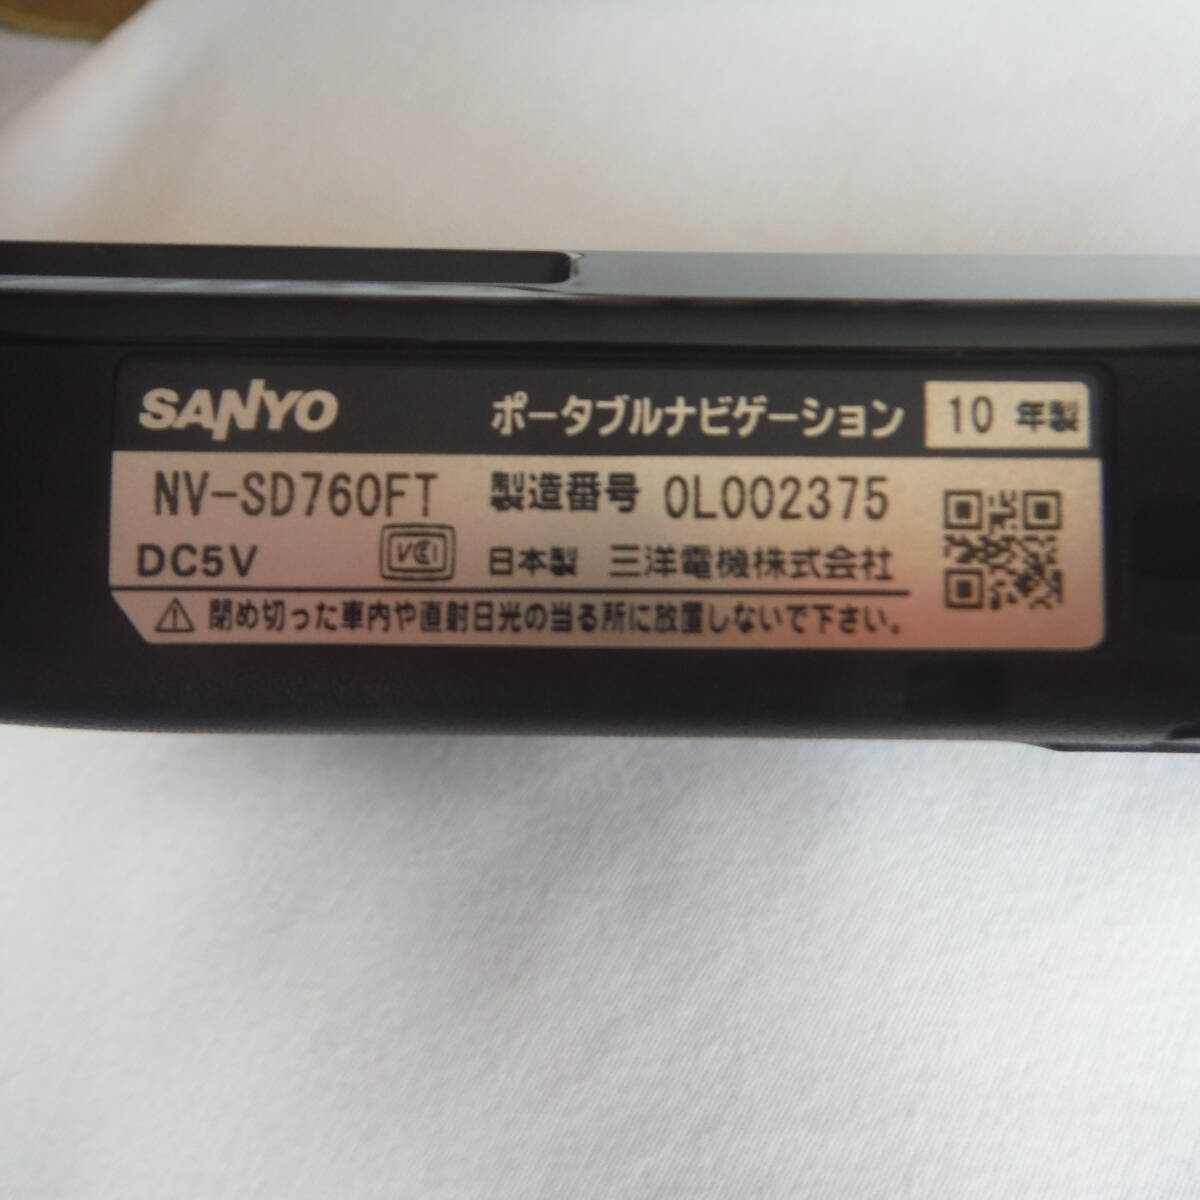 SANYO ポータブルナビゲーション 10 年製
NV-SD760FT 製造番号 0L002375
DC5V VCCI 日本製 三洋電機株式会社
⚠ 閉め切った車内や直射日光の当る所に放置しないで下さい。